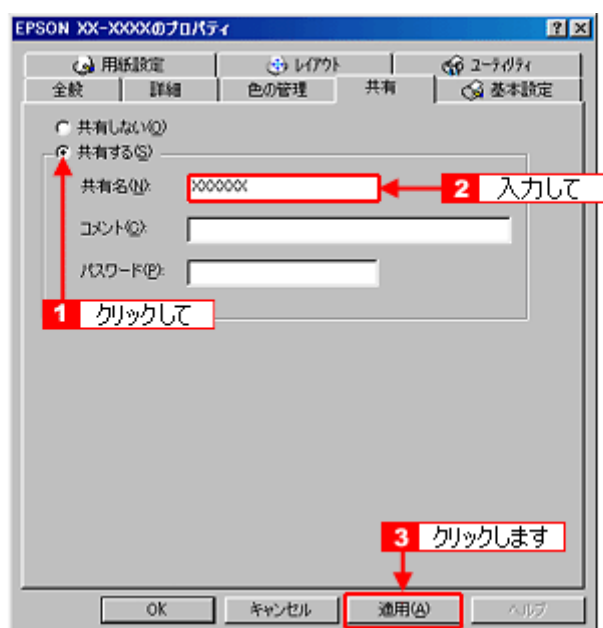 EPSON XX-XXXXのプロパティ
用紙設定 レイアウト ユーティリティ
全般 詳細 色の管理 共有 基本設定
共有しない(O)
共有する(S)
共有名(N): XXXXXX 2 入力して
コメント(C):
パスワード(P):
1 クリックして
3 クリックします
OK キャンセル 適用(A) ヘルプ